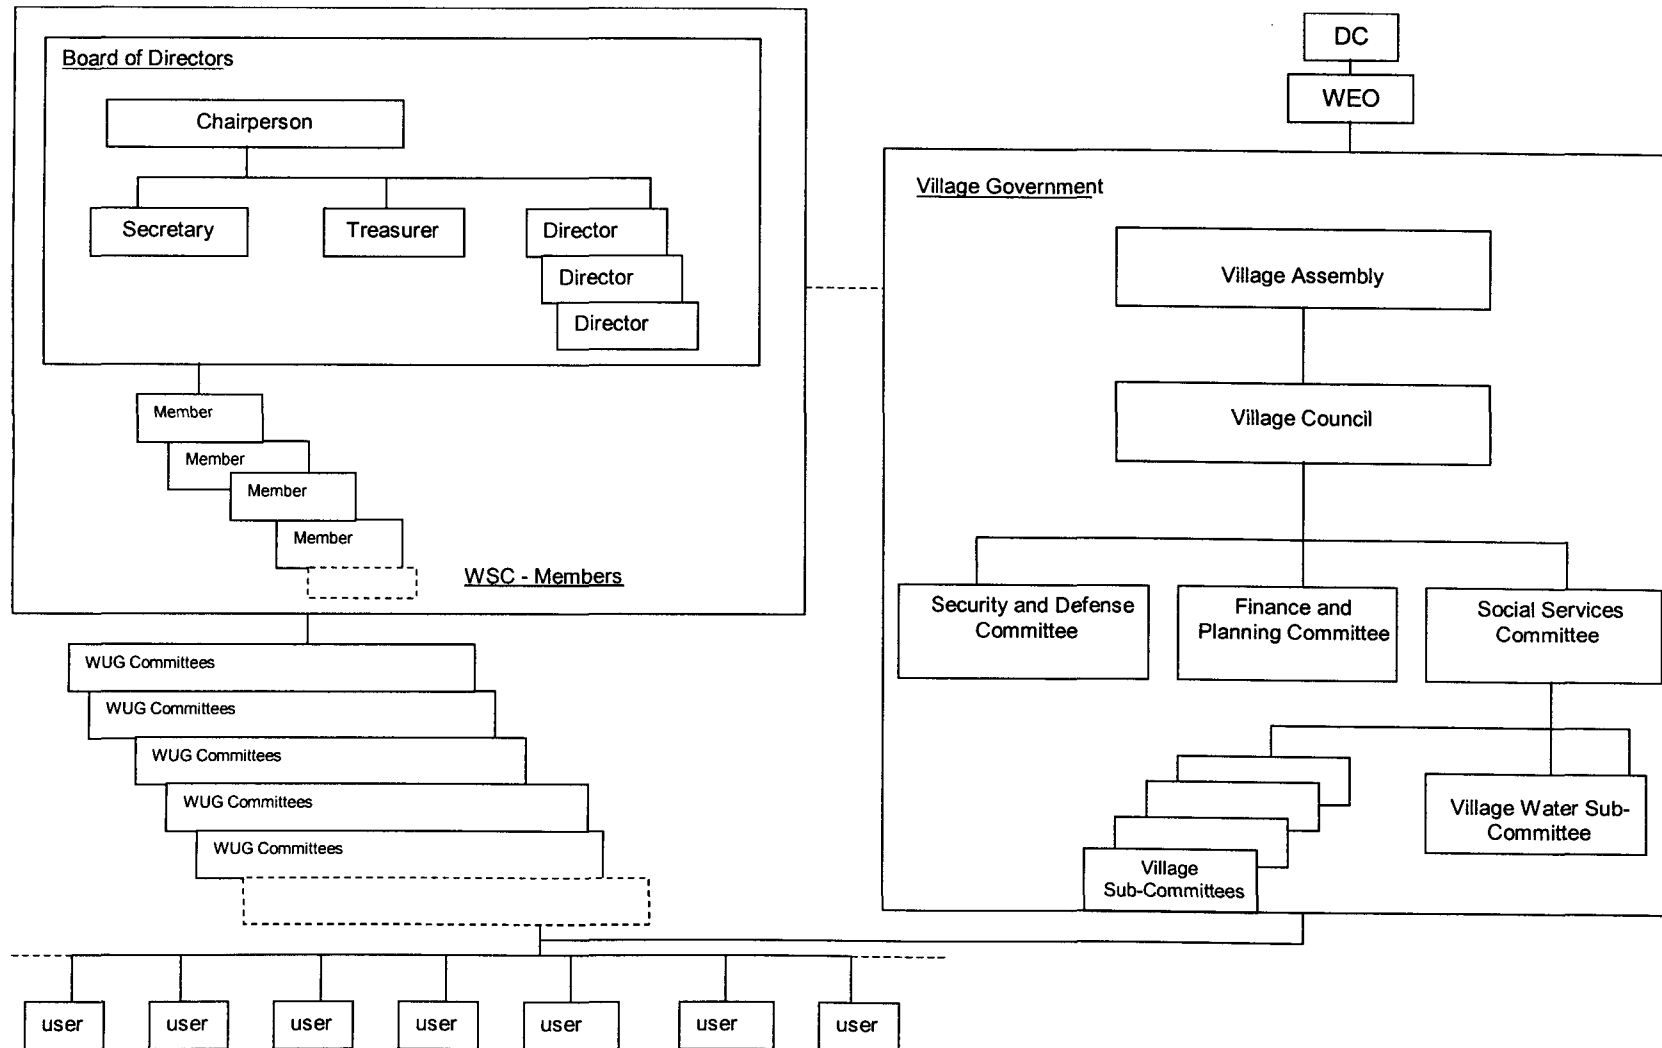 Board of Directors
Chairperson
Secretary
Treasurer
Director
Director
Director
Member
Member
Member
Member
WSC - Members
WUG Committees
WUG Committees
WUG Committees
WUG Committees
WUG Committees
user
user
user
user
user
user
user
DC
WEO
Village Government
Village Assembly
Village Council
Security and Defense
Committee
Finance and
Planning Committee
Social Services
Committee
Village
Sub-Committees
Village Water Sub-
Committee